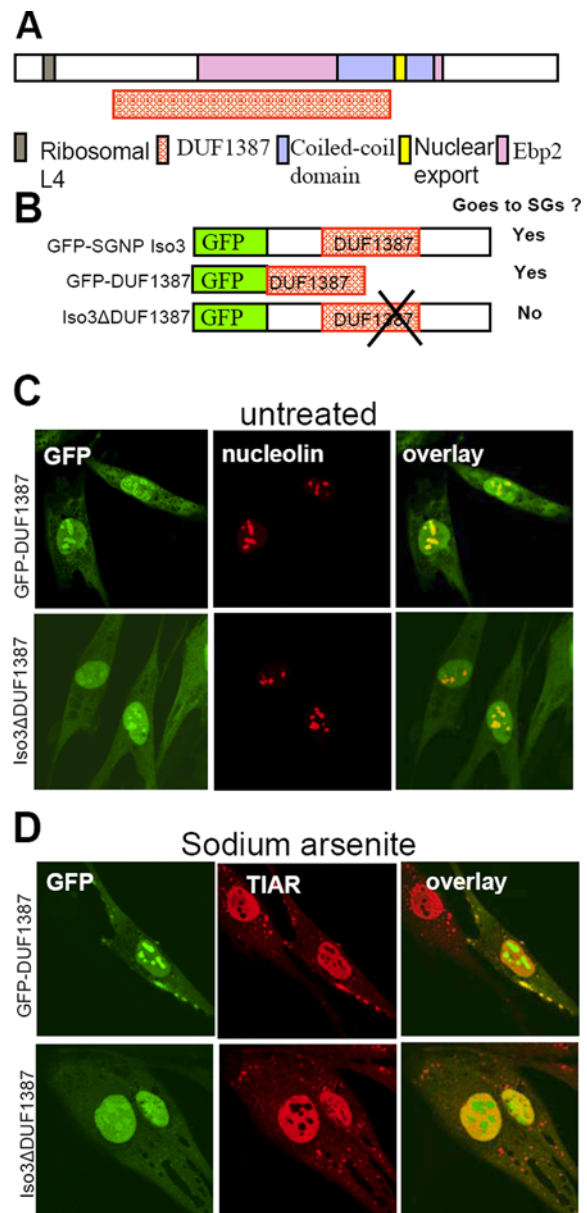 A
Ribosomal L4
DUF1387
Coiled-coil domain
Nuclear export
Ebp2
B
Goes to SGs ?
GFP-SGNP Iso3 GFP DUF1387 Yes
GFP-DUF1387 GFP DUF1387 Yes
Iso3ΔDUF1387 GFP DUF1387 No
C
untreated
GFP nucleolin overlay
GFP-DUF1387
Iso3ΔDUF1387
D
Sodium arsenite
GFP TIAR overlay
GFP-DUF1387
Iso3ΔDUF1387